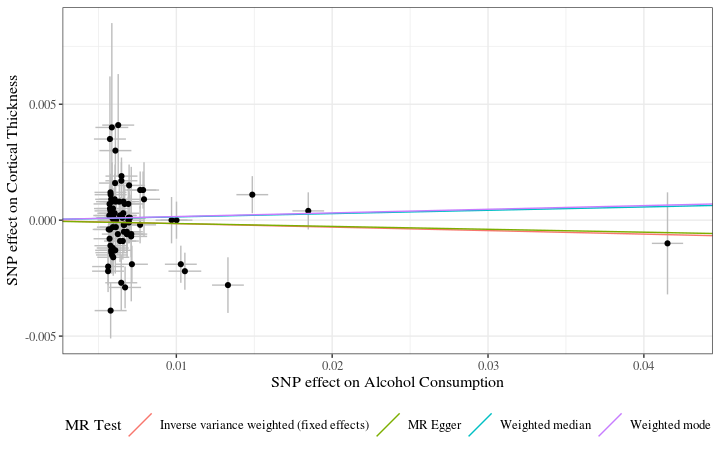 SNP effect on Cortical Thickness
0.005
0.000
-0.005
0.01 0.02 0.03 0.04
SNP effect on Alcohol Consumption
MR Test Inverse variance weighted (fixed effects) MR Egger Weighted median Weighted mode